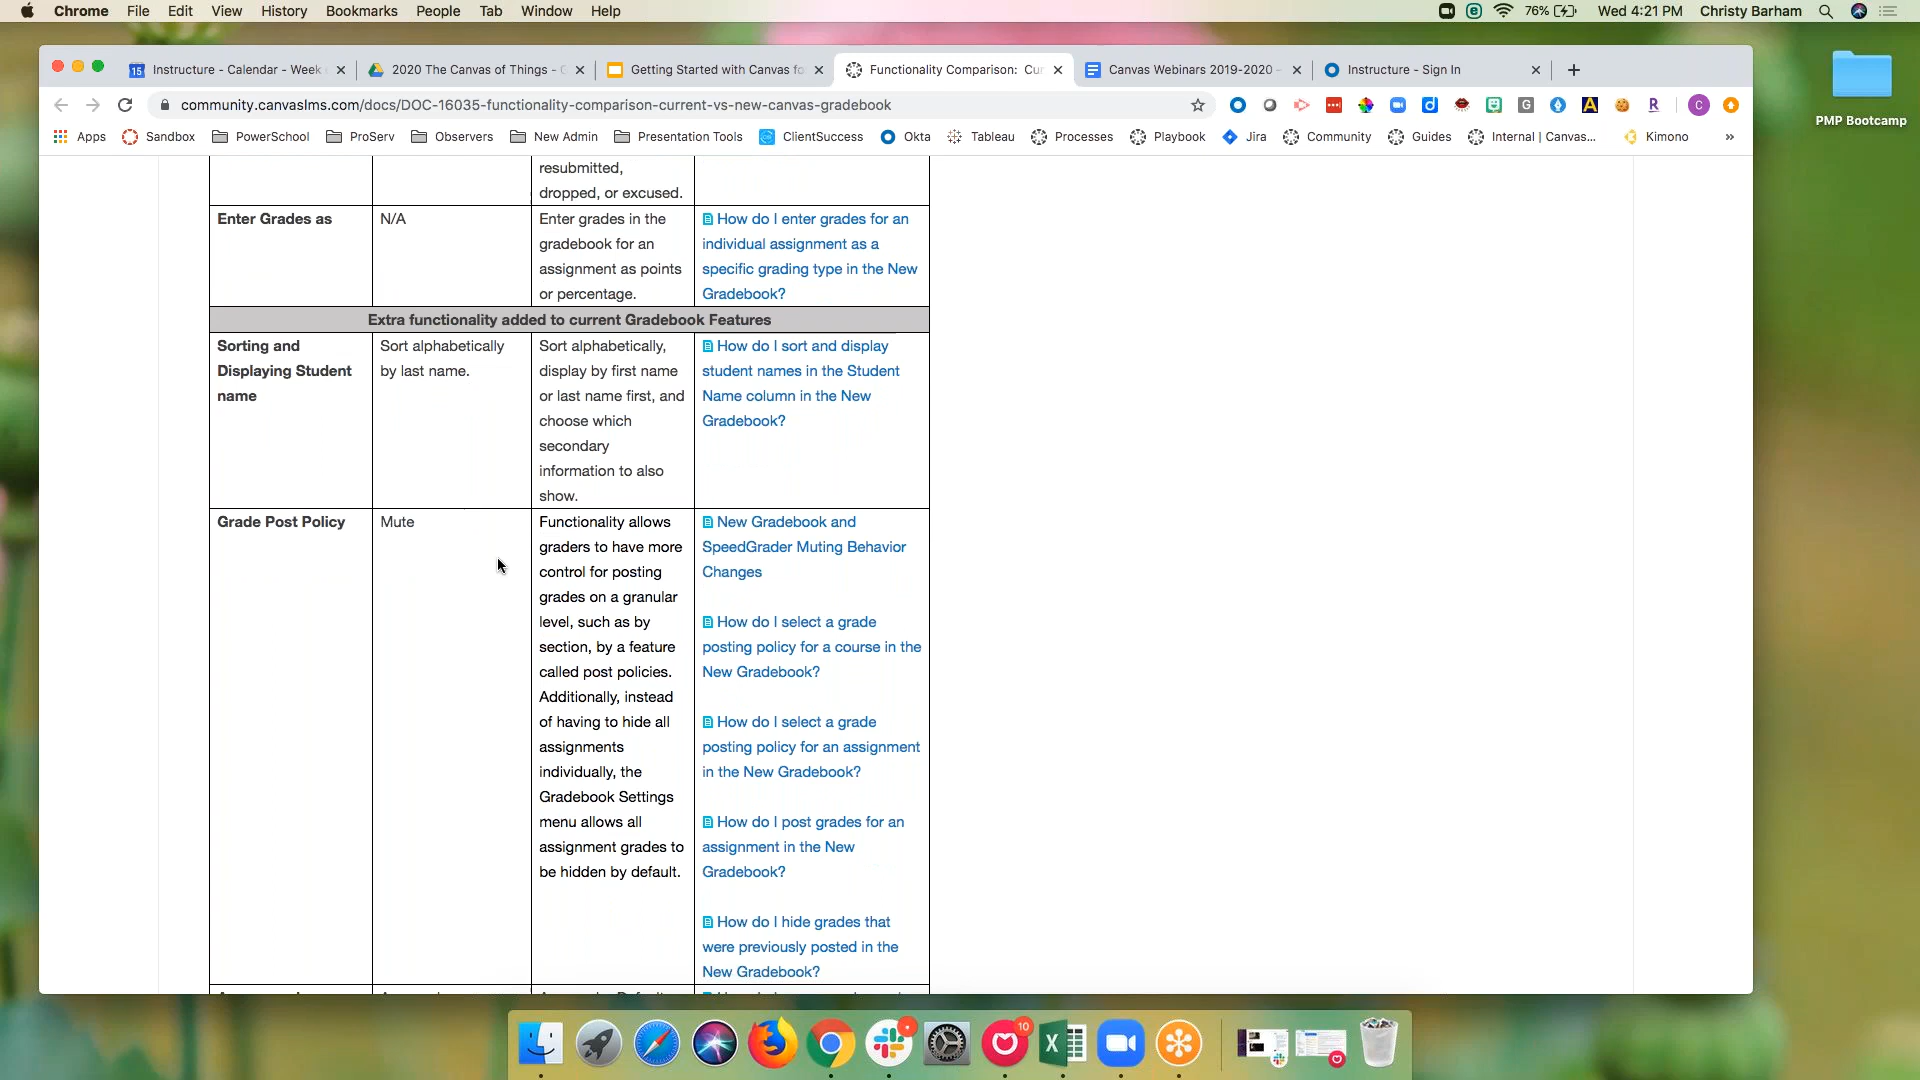 Chrome File Edit View History Bookmarks People Tab Window Help
76% Wed 4:21 PM Christy Barham
PMP Bootcamp
15 Instructure - Calendar - Week
2020 The Canvas of Things -
Getting Started with Canvas fo
Functionality Comparison: Cur
Canvas Webinars 2019-2020 -
Instructure - Sign In
community.canvaslms.com/docs/DOC-16035-functionality-comparison-current-vs-new-canvas-gradebook
Apps Sandbox PowerSchool ProServ Observers New Admin Presentation Tools ClientSuccess Okta Tableau Processes Playbook Jira Community Guides Internal | Canvas... Kimono »
resubmitted,
dropped, or excused.
Enter Grades as
N/A
Enter grades in the
gradebook for an
assignment as points
or percentage.
How do I enter grades for an
individual assignment as a
specific grading type in the New
Gradebook?
Extra functionality added to current Gradebook Features
Sorting and
Displaying Student
name
Sort alphabetically
by last name.
Sort alphabetically,
display by first name
or last name first, and
choose which
secondary
information to also
show.
How do I sort and display
student names in the Student
Name column in the New
Gradebook?
Grade Post Policy
Mute
Functionality allows
graders to have more
control for posting
grades on a granular
level, such as by
section, by a feature
called post policies.
Additionally, instead
of having to hide all
assignments
individually, the
Gradebook Settings
menu allows all
assignment grades to
be hidden by default.
New Gradebook and
SpeedGrader Muting Behavior
Changes
How do I select a grade
posting policy for a course in the
New Gradebook?
How do I select a grade
posting policy for an assignment
in the New Gradebook?
How do I post grades for an
assignment in the New
Gradebook?
How do I hide grades that
were previously posted in the
New Gradebook?
10